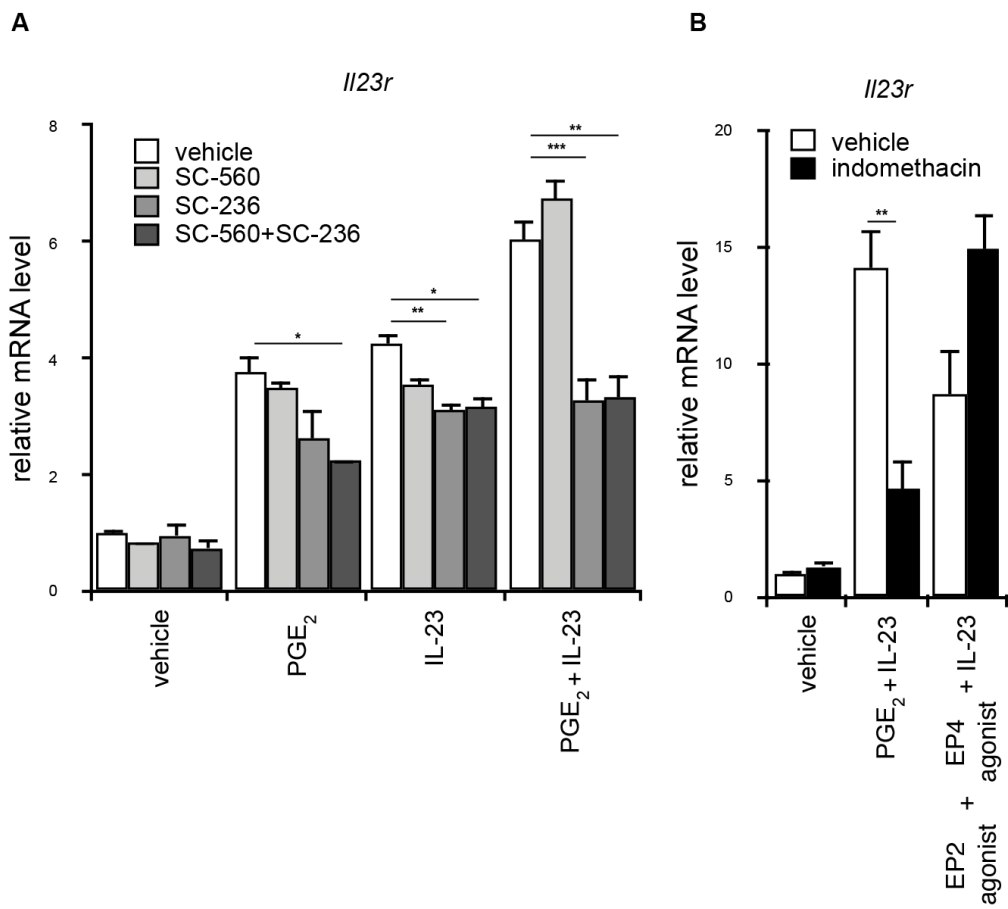 A
Il23r
8
6
4
2
0
relative mRNA level
vehicle
SC-560
SC-236
SC-560+SC-236
*
**
*
***
**
vehicle
PGE2
IL-23
PGE2 + IL-23
B
Il23r
20
15
10
5
0
relative mRNA level
vehicle
indomethacin
**
vehicle
PGE2 + IL-23
EP2 + EP4 + IL-23
agonist agonist